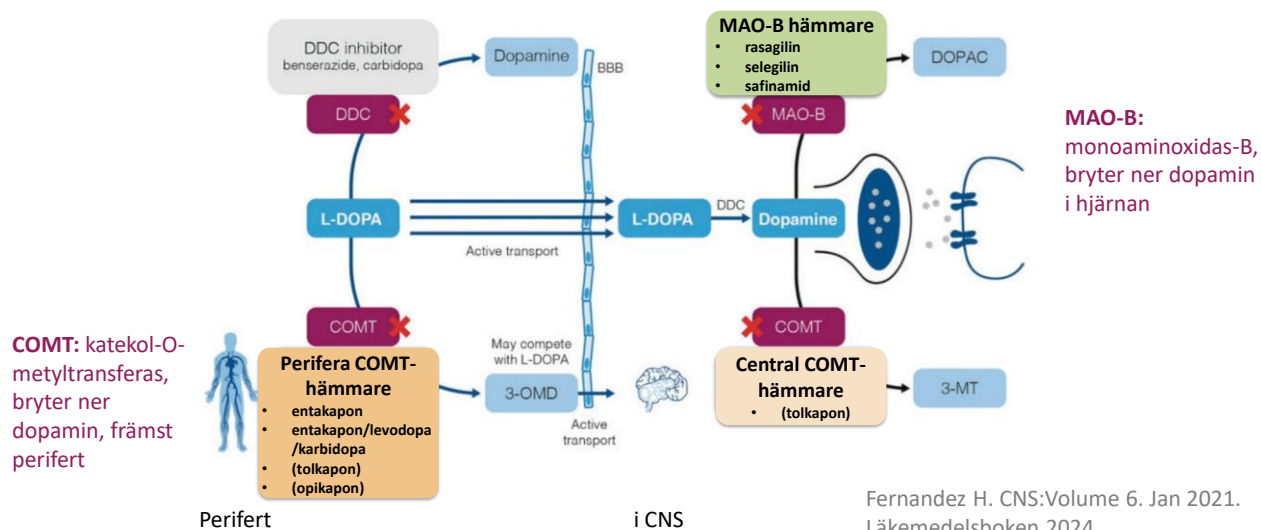 DDC inhibitor
benserazide, carbidopa
Dopamine
BBB
MAO-B hämmare
• rasagilin
• selegilin
• safinamid
DOPAC
DDC
MAO-B
MAO-B:
monoaminoxidas-B,
bryter ner dopamin
i hjärnan
L-DOPA
Active transport
L-DOPA
DDC
Dopamine
COMT
COMT
COMT: katekol-O-
metyltransferas,
bryter ner
dopamin, främst
perifert
May compete
with L-DOPA
Perifera COMT-
hämmare
• entakapon
• entakapon/levodopa
/karbidopa
• (tolkapon)
• (opikapon)
3-OMD
Active
transport
Central COMT-
hämmare
• (tolkapon)
3-MT
Perifert
i CNS
Fernandez H. CNS:Volume 6. Jan 2021.
Läkemedelsboken 2024